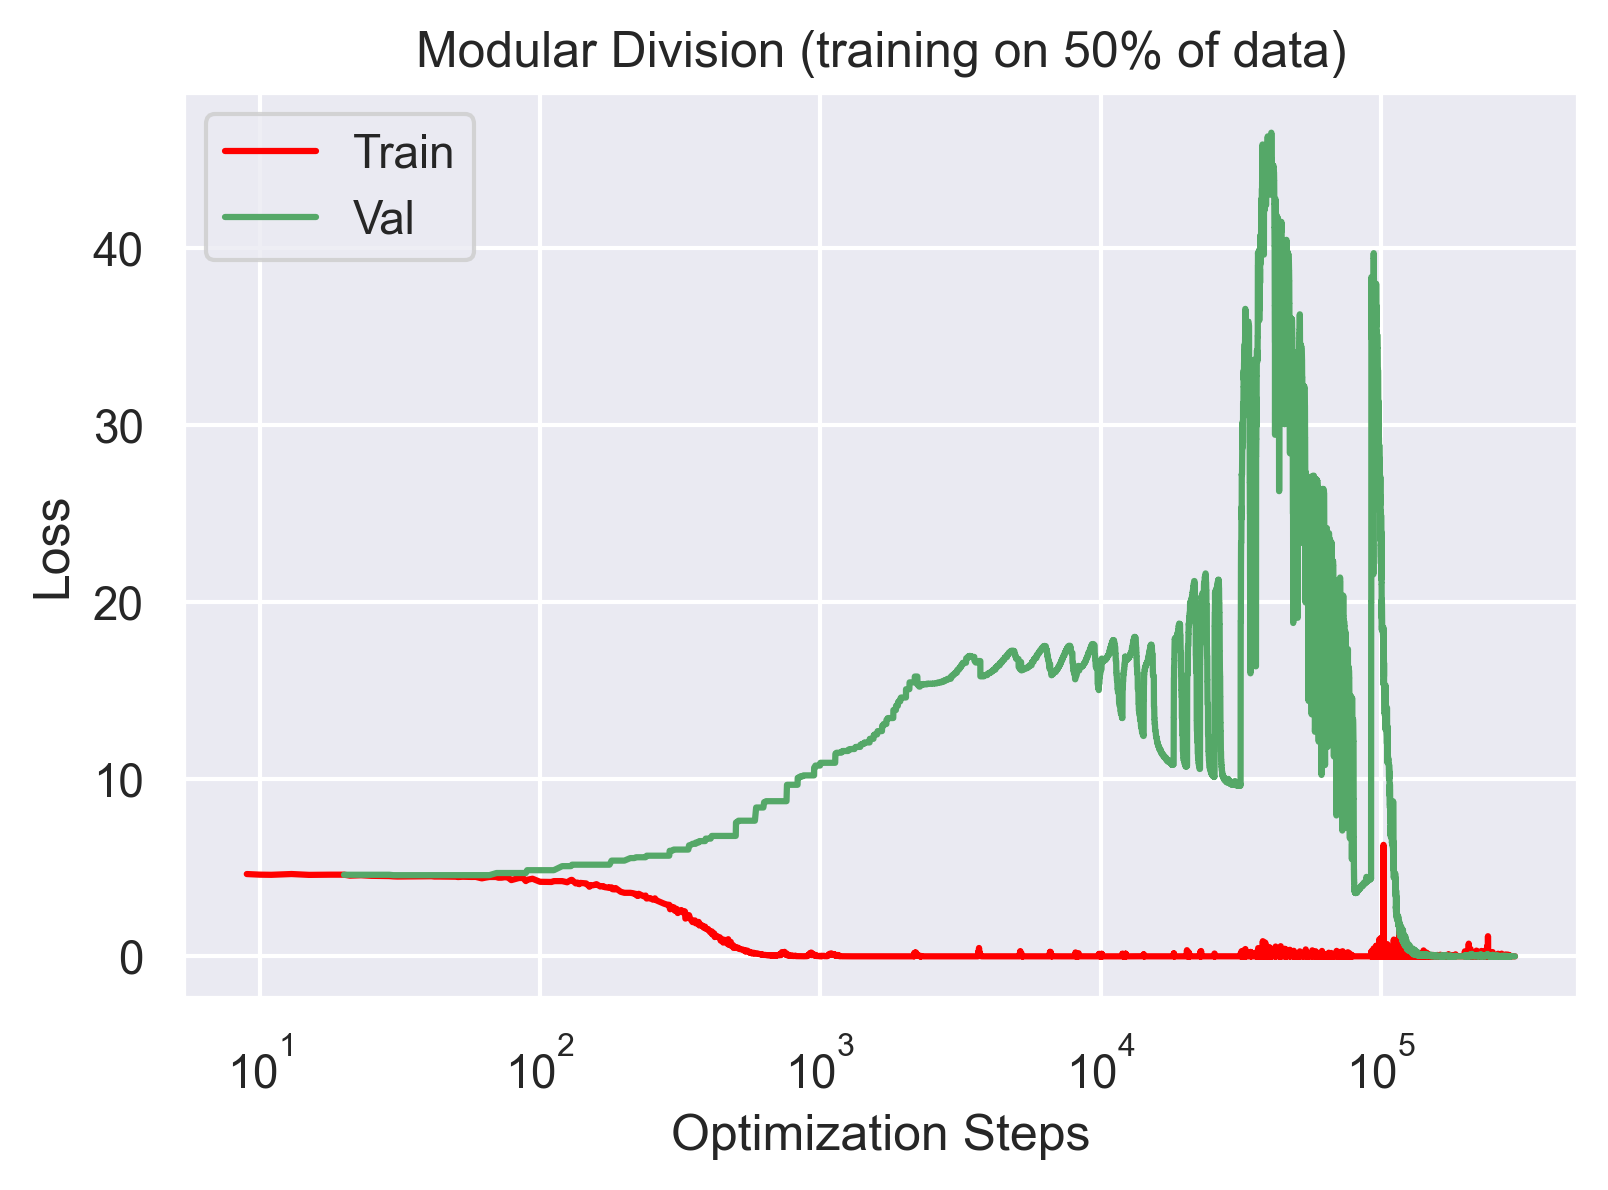 Modular Division (training on 50% of data)
Train
Val
40
30
20
10
0
Loss
10^1 10^2 10^3 10^4 10^5
Optimization Steps